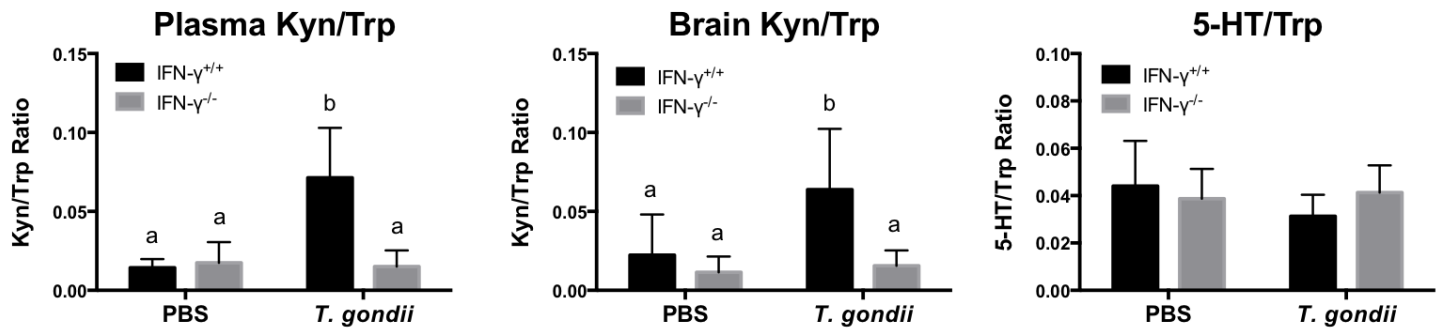 Plasma Kyn/Trp
Kyn/Trp Ratio
0.15
0.10
0.05
0.00
IFN-γ+/+
IFN-γ-/-
a
a
b
a
PBS
T. gondii
Brain Kyn/Trp
Kyn/Trp Ratio
0.15
0.10
0.05
0.00
IFN-γ+/+
IFN-γ-/-
a
a
b
a
PBS
T. gondii
5-HT/Trp
5-HT/Trp Ratio
0.10
0.08
0.06
0.04
0.02
0.00
IFN-γ+/+
IFN-γ-/-
PBS
T. gondii